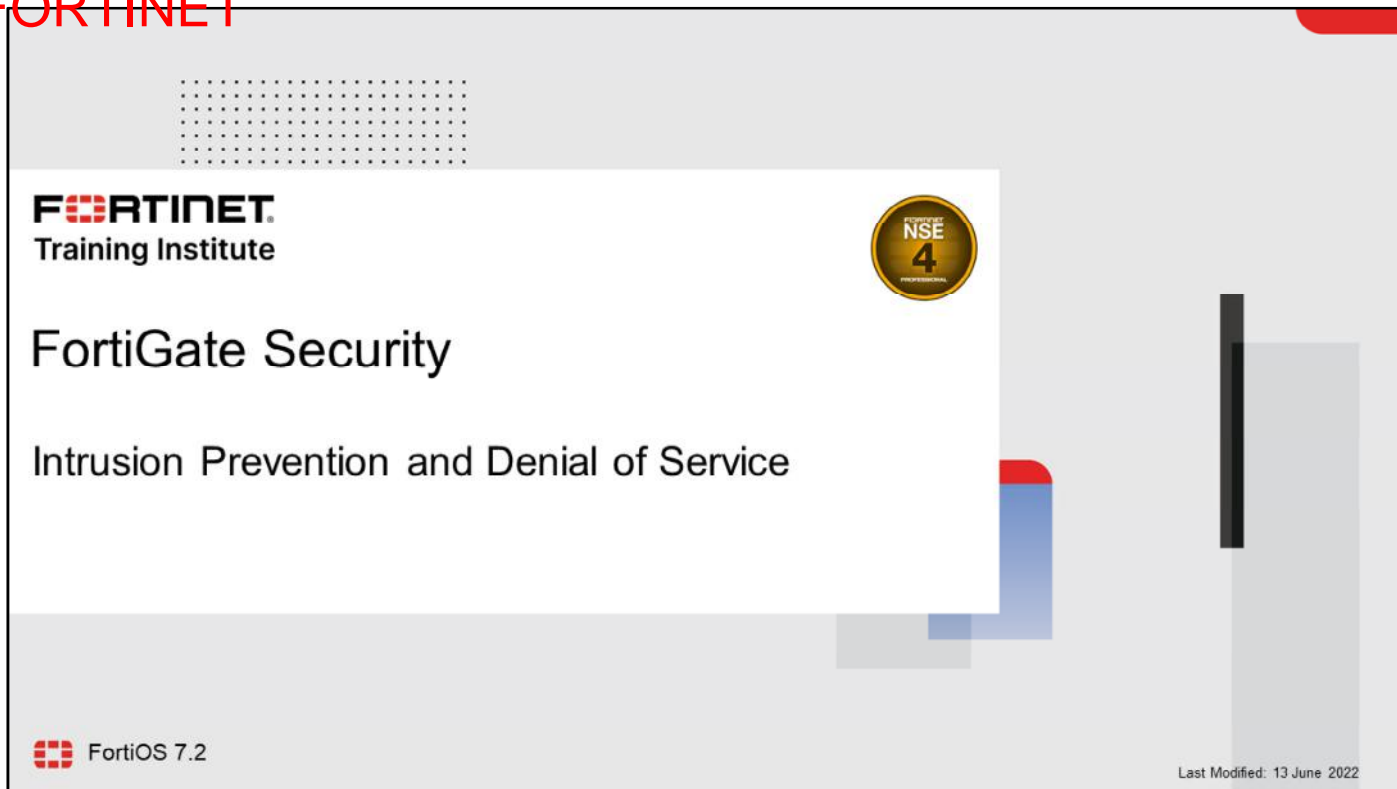 FORTINET
FORTINET
Training Institute
FORTINET
NSE
4
PROFESSIONAL
FortiGate Security
Intrusion Prevention and Denial of Service
FortiOS 7.2
Last Modified: 13 June 2022